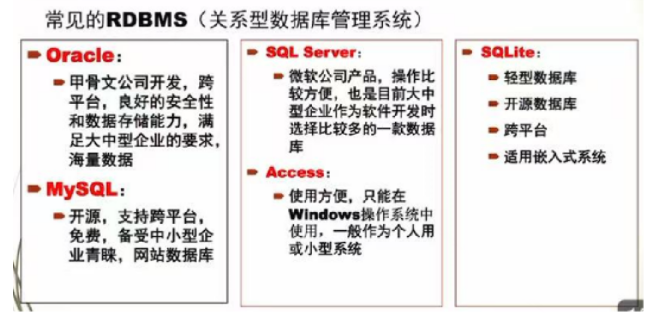 常见的RDBMS（关系型数据库管理系统）
Oracle：
甲骨文公司开发，跨
平台，良好的安全性
和数据存储能力，满
足大中型企业的要求，
海量数据
MySQL：
开源，支持跨平台，
免费，备受中小型企
业青睐，网站数据库
SQL Server：
微软公司产品，操作比
较方便，也是目前大中
型企业作为软件开发时
选择比较多的一款数据
库
Access：
使用方便，只能在
Windows操作系统中
使用，一般作为个人用
或小型系统
SQLite：
轻型数据库
开源数据库
跨平台
适用嵌入式系统